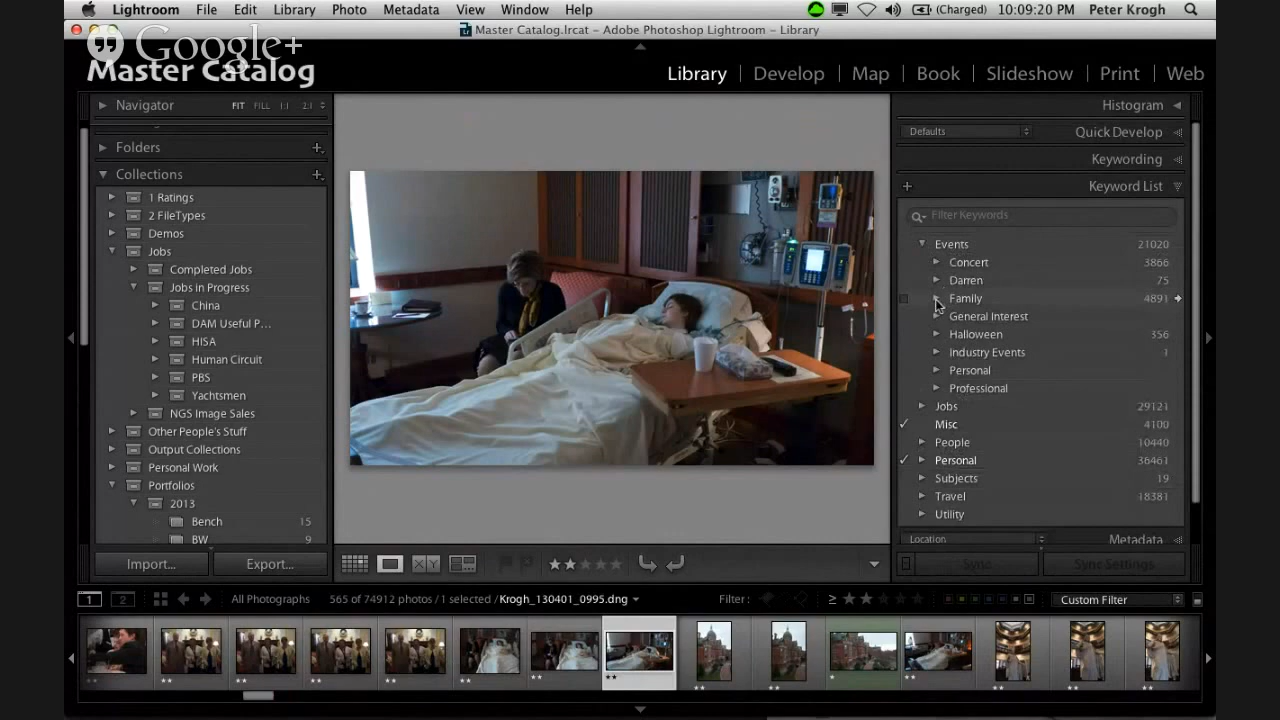 Lightroom File Edit Library Photo Metadata View Window Help (Charged) 10:09:20 PM Peter Krogh
Master Catalog.lrcat – Adobe Photoshop Lightroom – Library
Google+
Master Catalog
Library | Develop | Map | Book | Slideshow | Print | Web
Navigator FIT FILL 1:1 2:1
Folders
Collections
1 Ratings
2 FileTypes
Demos
Jobs
Completed Jobs
Jobs in Progress
China
DAM Useful P...
HISA
Human Circuit
PBS
Yachtsmen
NGS Image Sales
Other People's Stuff
Output Collections
Personal Work
Portfolios
2013
Bench 15
BW 9
Import... Export...
Histogram
Defaults Quick Develop
Keywording
Keyword List
Filter Keywords
Events 21020
Concert 3866
Darren 75
Family 4891
General Interest
Halloween 356
Industry Events 1
Personal
Professional
Jobs 29121
Misc 4100
People 10440
Personal 36461
Subjects 19
Travel 18381
Utility
Location Metadata
Sync Sync Settings
XY
1 2 All Photographs 565 of 74912 photos / 1 selected / Krogh_130401_0995.dng Filter: ≥ Custom Filter